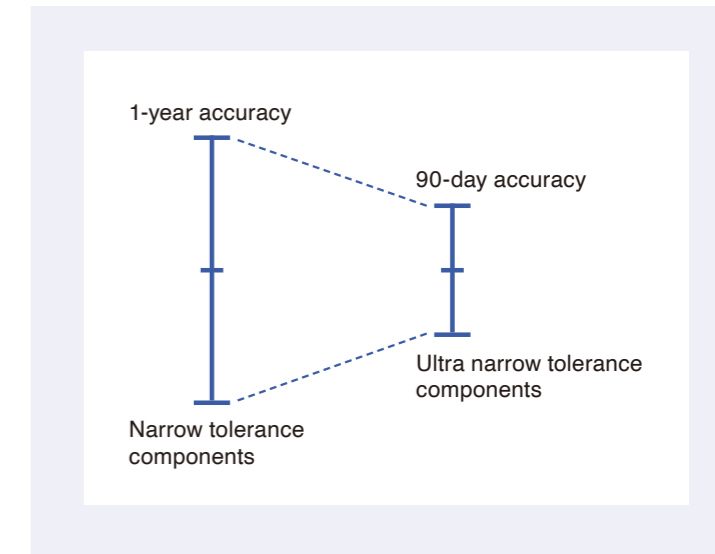 1-year accuracy
90-day accuracy
Ultra narrow tolerance
components
Narrow tolerance
components